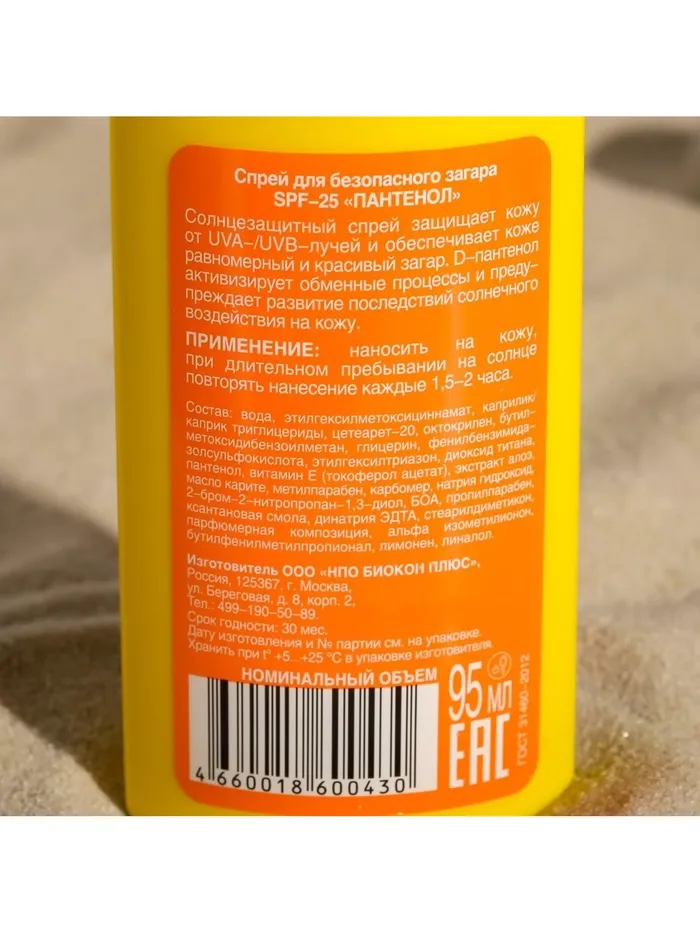 Спрей для безопасного загара
SPF–25 «ПАНТЕНОЛ»
Солнцезащитный спрей защищает кожу
от UVA–/UVB–лучей и обеспечивает коже
равномерный и красивый загар. D–пантенол
активизирует обменные процессы и преду-
преждает развитие последствий солнечного
воздействия на кожу.
ПРИМЕНЕНИЕ: наносить на кожу,
при длительном пребывании на солнце
повторять нанесение каждые 1,5–2 часа.
Состав: вода, этилгексилметоксициннамат, каприлик/
каприк триглицериды, цетеарет–20, октокрилен, бутил-
метоксидибензоилметан, глицерин, фенилбензимида-
золсульфокислота, этилгексилтриазон, диоксид титана,
пантенол, витамин Е (токоферол ацетат), экстракт алоэ,
масло карите, метилпарабен, карбомер, натрия гидроксид,
2–бром–2–нитропропан–1,3–диол, БОА, пропилпарабен,
ксантановая смола, динатрия ЭДТА, стеарилдиметикон,
парфюмерная композиция, альфа изометилионон,
бутилфенилметилпропионал, лимонен, линалол.
Изготовитель ООО «НПО БИОКОН ПЛЮС»,
Россия, 125367, г. Москва,
ул. Береговая, д. 8, корп. 2,
Тел.: 499–190–50–89.
Срок годности: 30 мес.
Дату изготовления и № партии см. на упаковке.
Хранить при t° +5...+25 °С в упаковке изготовителя.
НОМИНАЛЬНЫЙ ОБЪЕМ
95 мл
EAC
ГОСТ 31460–2012
4 660018 600430